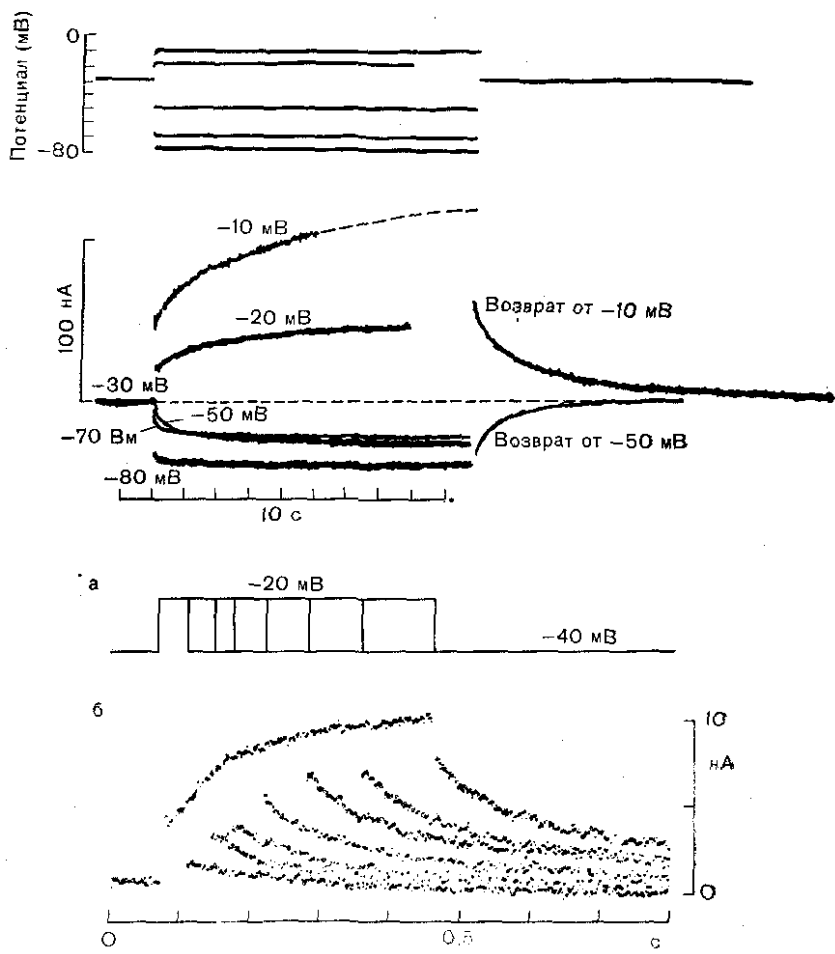 Потенциал (мВ)
0
−80
100 нА
−10 мВ
−20 мВ
Возврат от −10 мВ
−30 мВ
−50 мВ
−70 Вм
Возврат от −50 мВ
−80 мВ
10 с
а
−20 мВ
−40 мВ
б
10
нА
0
0
0,5
с